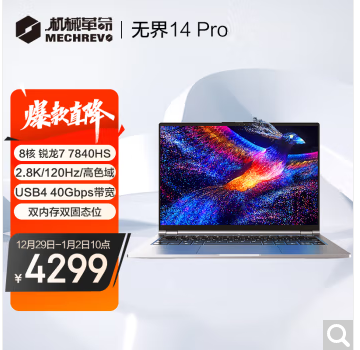 机械革命
MECHREVO
无界14 Pro
爆款直降
8核 锐龙7 7840HS
2.8K/120Hz/高色域
USB4 40Gbps带宽
双内存双固态位
12月29日-1月2日10点
¥4299